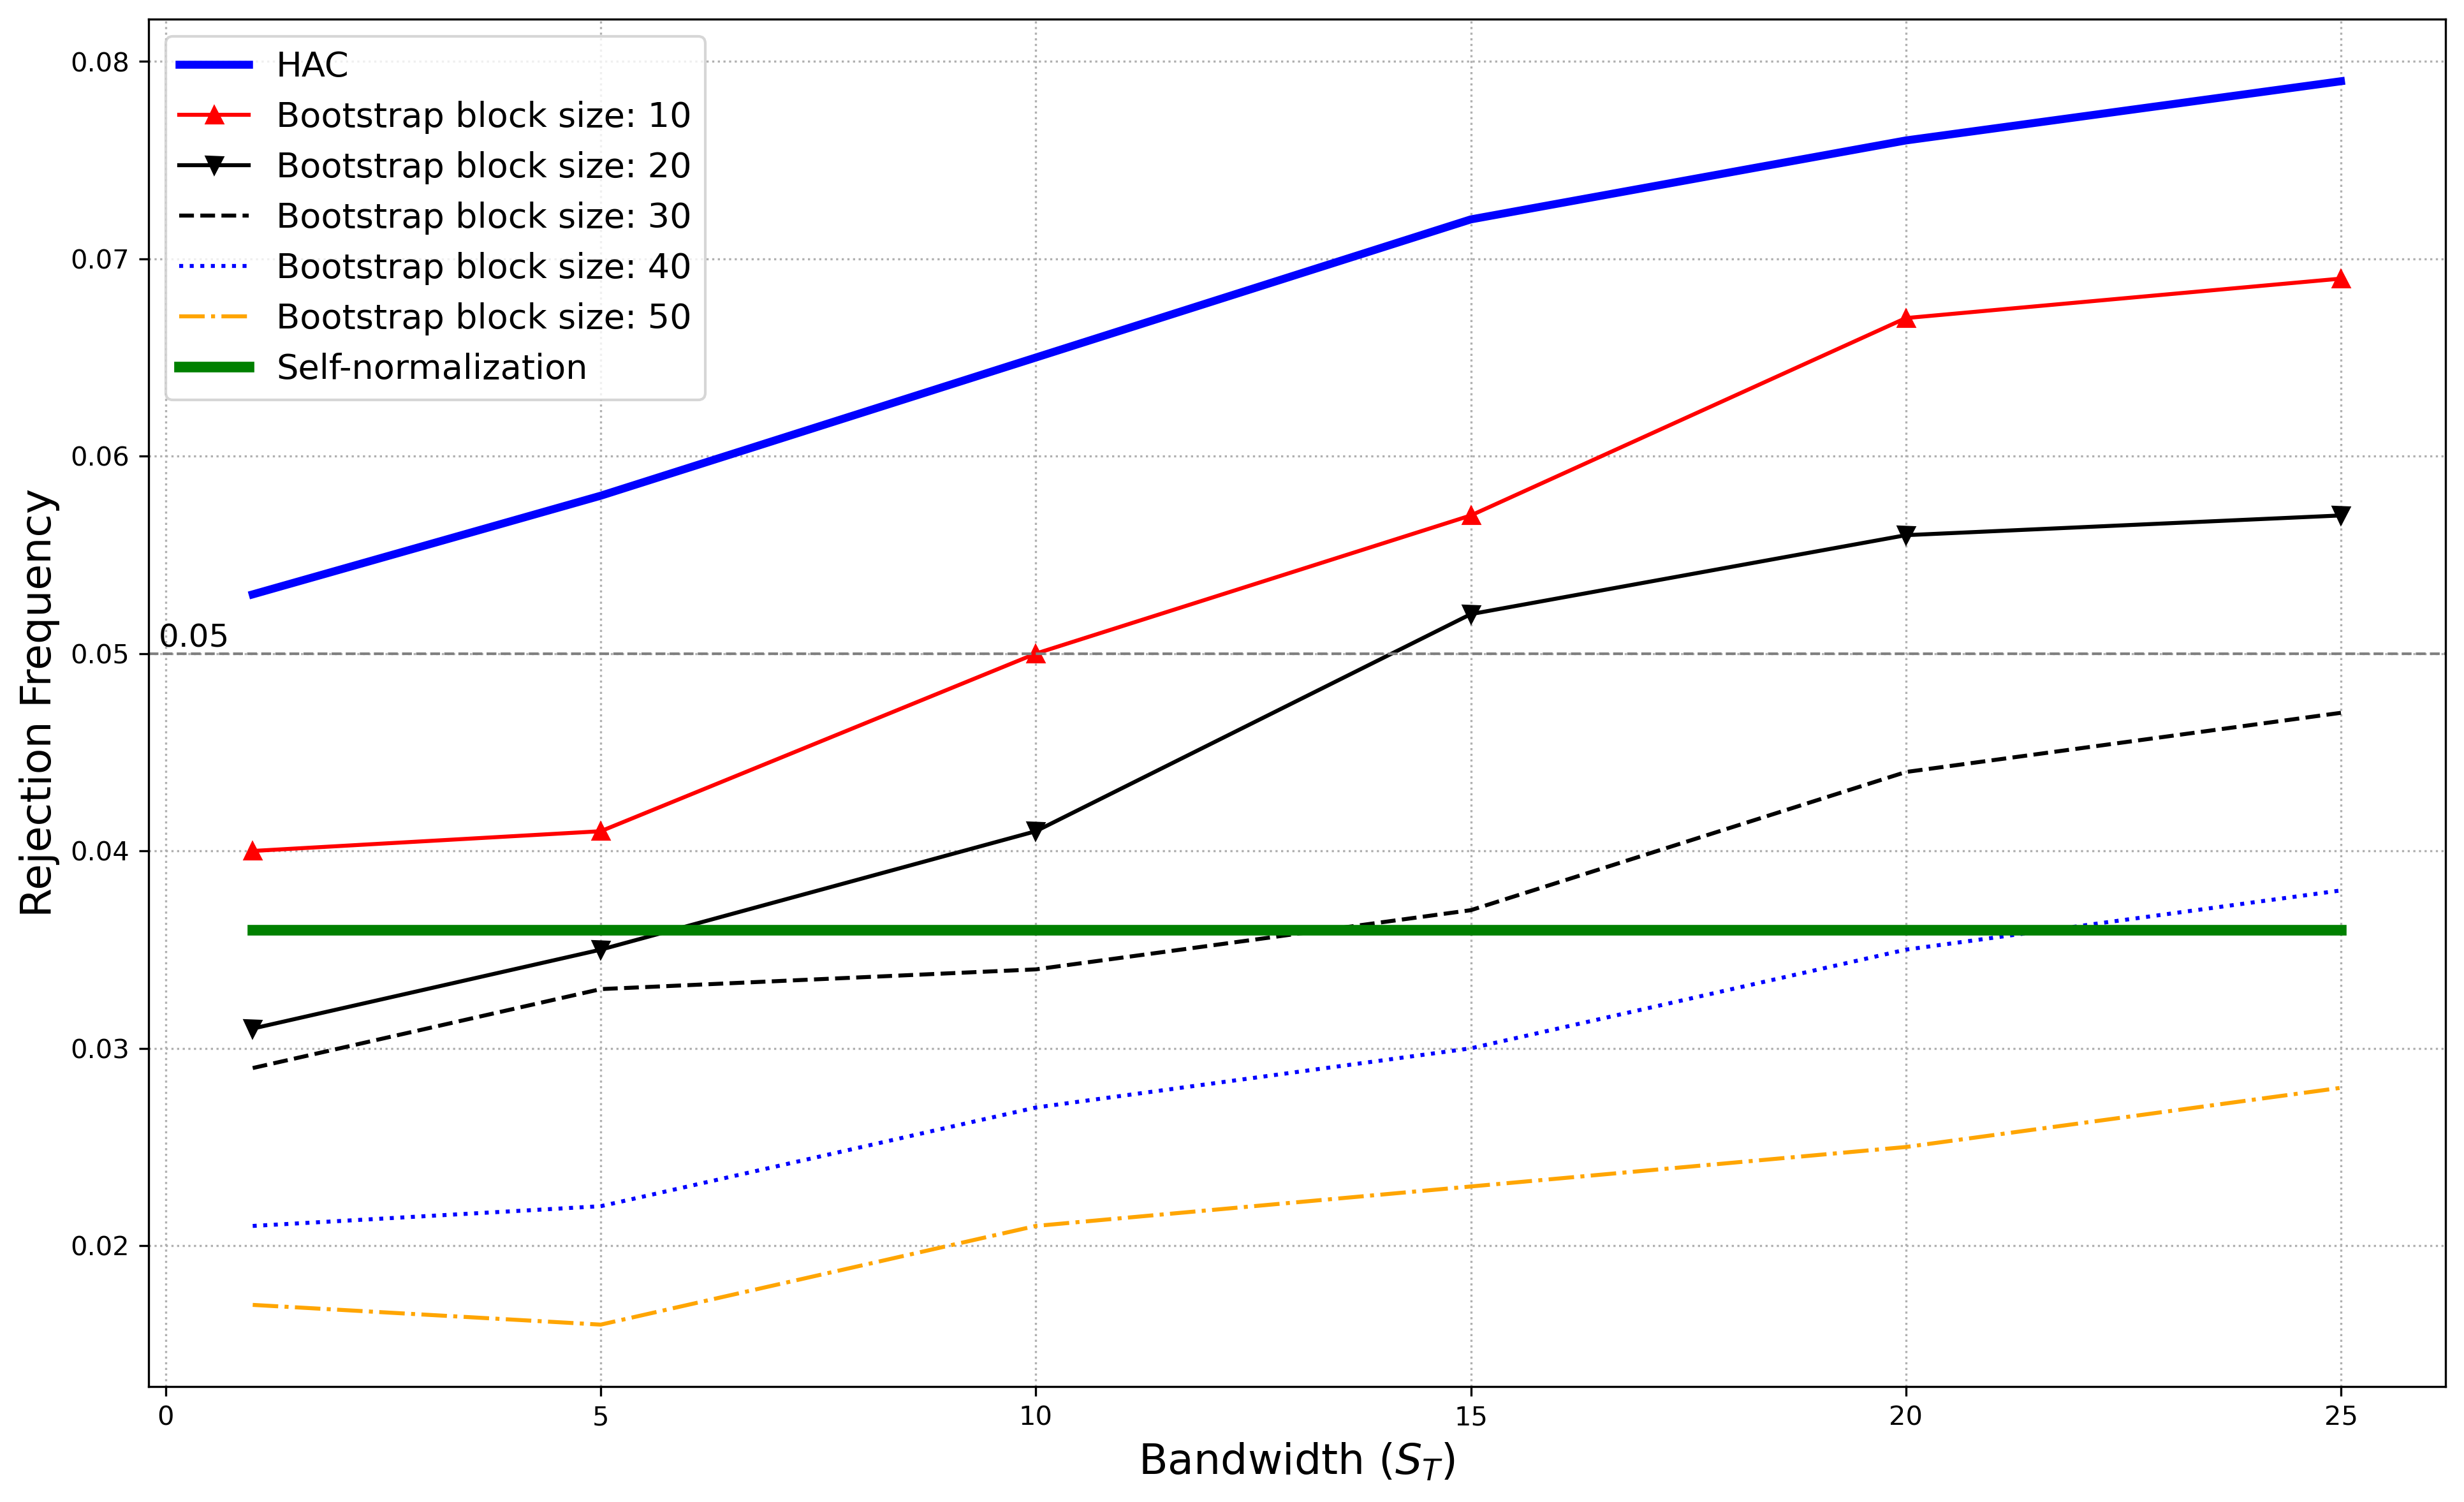 HAC
Bootstrap block size: 10
Bootstrap block size: 20
Bootstrap block size: 30
Bootstrap block size: 40
Bootstrap block size: 50
Self-normalization
0.08
0.07
0.06
0.05
0.05
0.04
0.03
0.02
Rejection Frequency
0 5 10 15 20 25
Bandwidth (S_T)